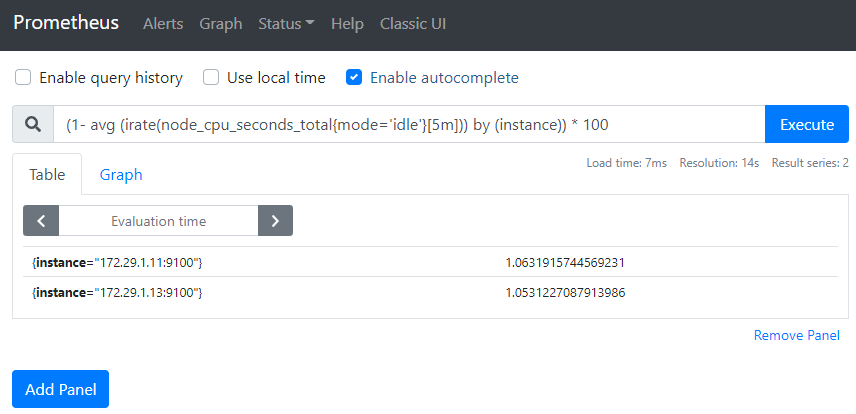 Prometheus Alerts Graph Status Help Classic UI
Enable query history Use local time Enable autocomplete
(1- avg (irate(node_cpu_seconds_total{mode='idle'}[5m])) by (instance)) * 100 Execute
Load time: 7ms Resolution: 14s Result series: 2
Table Graph
Evaluation time
{instance="172.29.1.11:9100"} 1.0631915744569231
{instance="172.29.1.13:9100"} 1.0531227087913986
Remove Panel
Add Panel